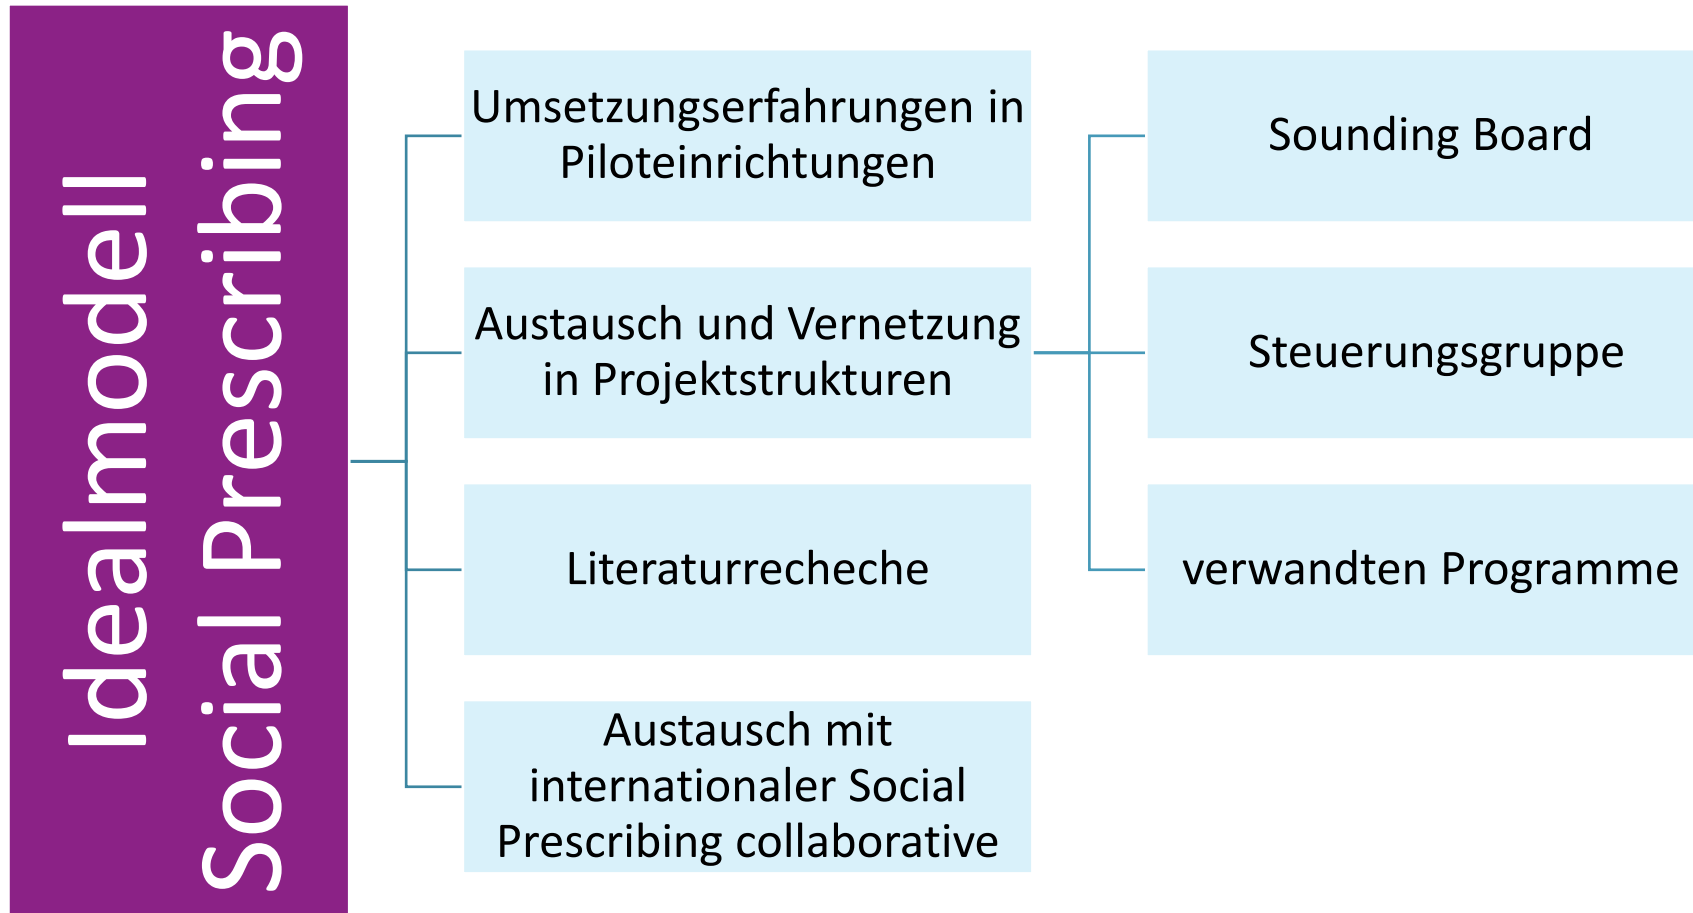 Idealmodell
Social Prescribing
Umsetzungserfahrungen in
Piloteinrichtungen
Austausch und Vernetzung
in Projektstrukturen
Literaturrecheche
Austausch mit
internationaler Social
Prescribing collaborative
Sounding Board
Steuerungsgruppe
verwandten Programme